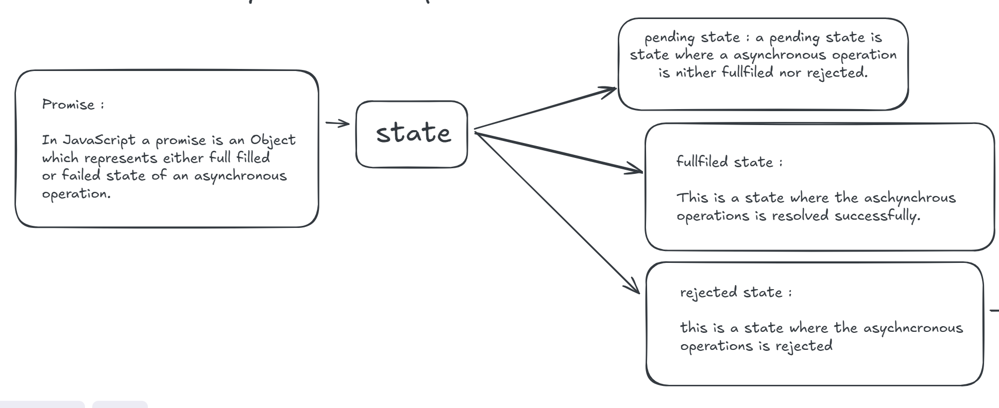 Promise :
In JavaScript a promise is an Object
which represents either full filled
or failed state of an asynchronous
operation.
state
pending state : a pending state is
state where a asynchronous operation
is nither fullfiled nor rejected.
fullfiled state :
This is a state where the aschynchrous
operations is resolved successfully.
rejected state :
this is a state where the asychncronous
operations is rejected